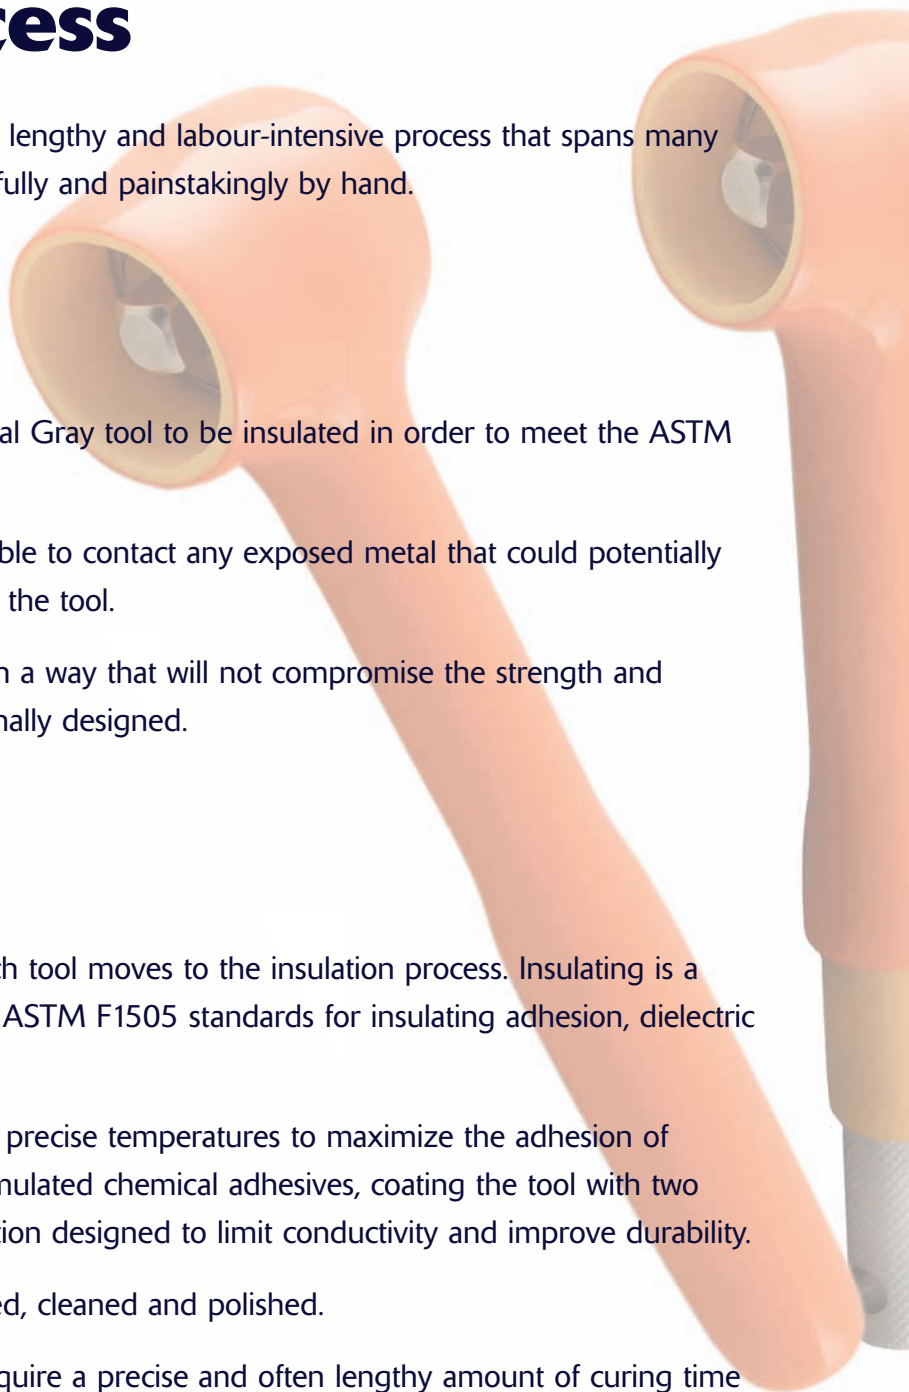 cess
lengthy and labour-intensive process that spans many
fully and painstakingly by hand.
al Gray tool to be insulated in order to meet the ASTM
ble to contact any exposed metal that could potentially
the tool.
n a way that will not compromise the strength and
nally designed.
ch tool moves to the insulation process. Insulating is a
ASTM F1505 standards for insulating adhesion, dielectric
precise temperatures to maximize the adhesion of
mulated chemical adhesives, coating the tool with two
tion designed to limit conductivity and improve durability.
ed, cleaned and polished.
quire a precise and often lengthy amount of curing time